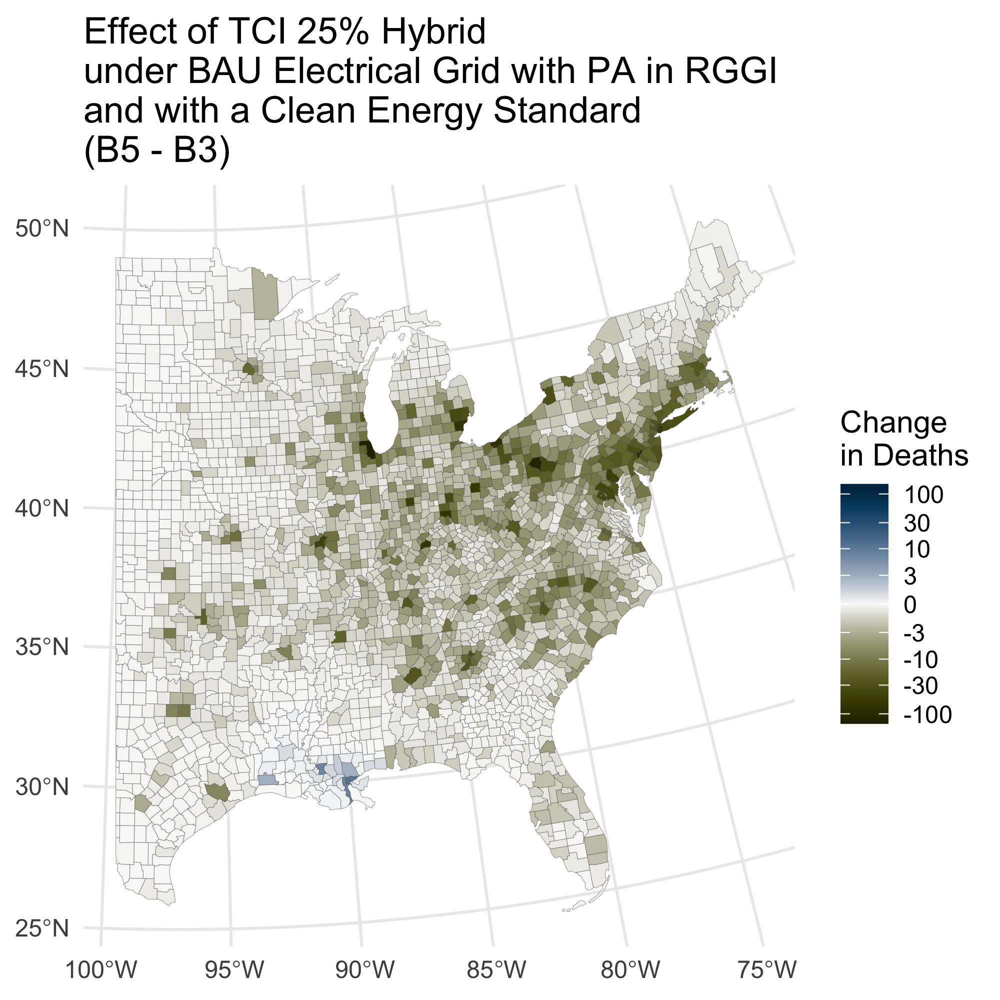 Effect of TCI 25% Hybrid
under BAU Electrical Grid with PA in RGGI
and with a Clean Energy Standard
(B5 - B3)
50°N
45°N
40°N
35°N
30°N
25°N
100°W
95°W
90°W
85°W
80°W
75°W
Change
in Deaths
100
30
10
3
0
-3
-10
-30
-100